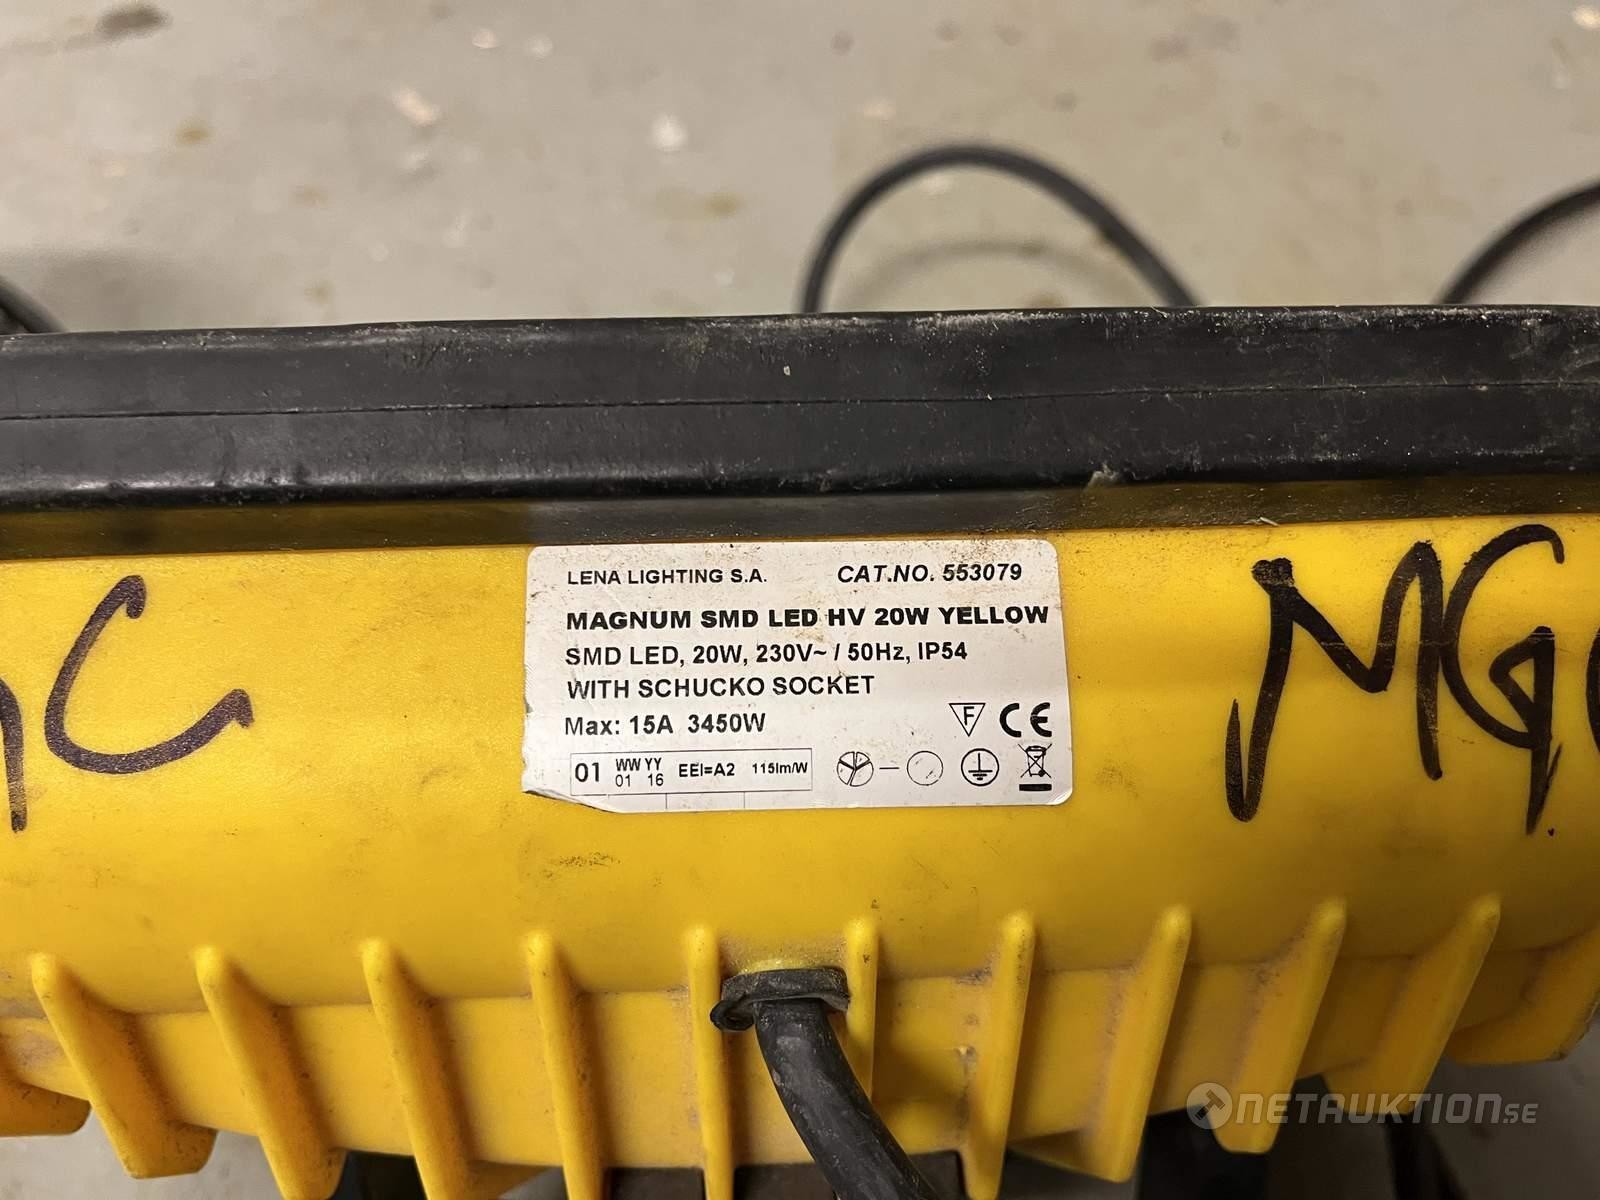 LENA LIGHTING S.A. CAT.NO. 553079
MAGNUM SMD LED HV 20W YELLOW
SMD LED, 20W, 230V~ / 50Hz, IP54
WITH SCHUCKO SOCKET
Max: 15A 3450W
F CE
01 WW YY EEI=A2 115lm/W
01 16
C
MG
NETAUKTION.SE